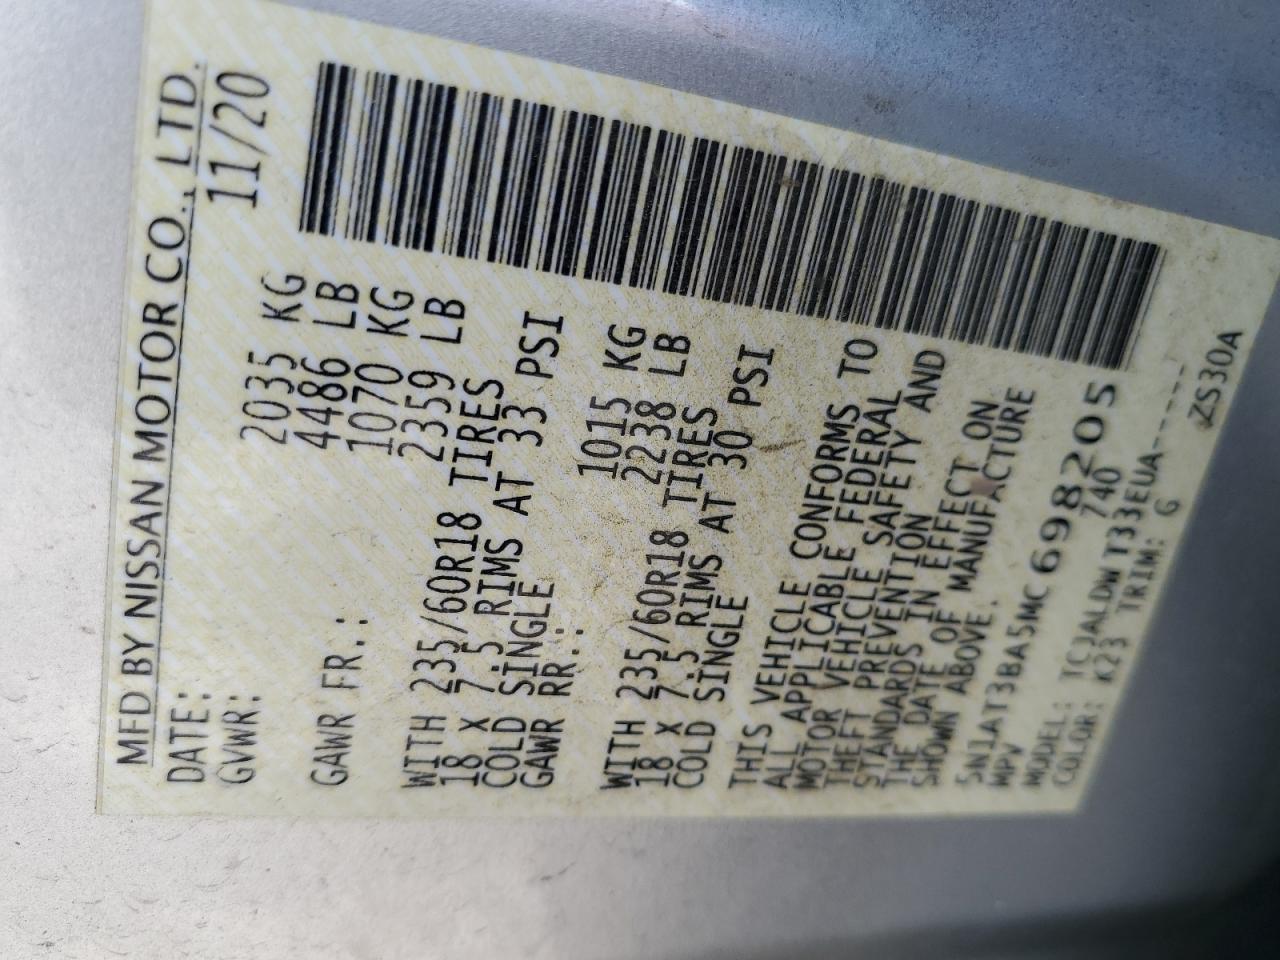 MFD BY NISSAN MOTOR CO., LTD.
DATE: 11/20
GVWR: 2035 KG
4486 LB
GAWR FR.: 1070 KG
2359 LB
WITH 235/60R18 TIRES
18 X 7.5 RIMS AT 33 PSI
COLD SINGLE
GAWR RR.: 1015 KG
2238 LB
WITH 235/60R18 TIRES
18 X 7.5 RIMS AT 30 PSI
COLD SINGLE
THIS VEHICLE CONFORMS TO
ALL APPLICABLE FEDERAL
MOTOR VEHICLE SAFETY AND
THEFT PREVENTION
STANDARDS IN EFFECT ON
THE DATE OF MANUFACTURE
SHOWN ABOVE.
5N1AT3BA5MC698205
MPV 740
MODEL: TCJALDWT33EUA-----
COLOR: K23 TRIM: G
ZS30A